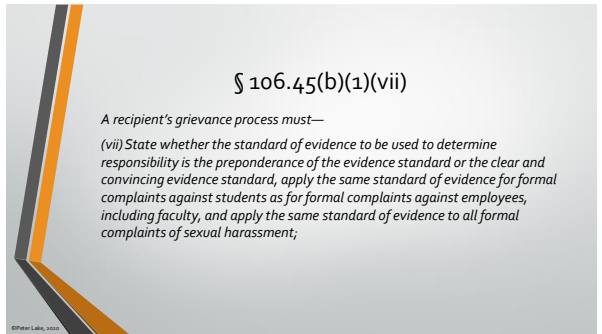 § 106.45(b)(1)(vii)
A recipient's grievance process must—
(vii) State whether the standard of evidence to be used to determine
responsibility is the preponderance of the evidence standard or the clear and
convincing evidence standard, apply the same standard of evidence for formal
complaints against students as for formal complaints against employees,
including faculty, and apply the same standard of evidence to all formal
complaints of sexual harassment;
©Peter Lake, 2020